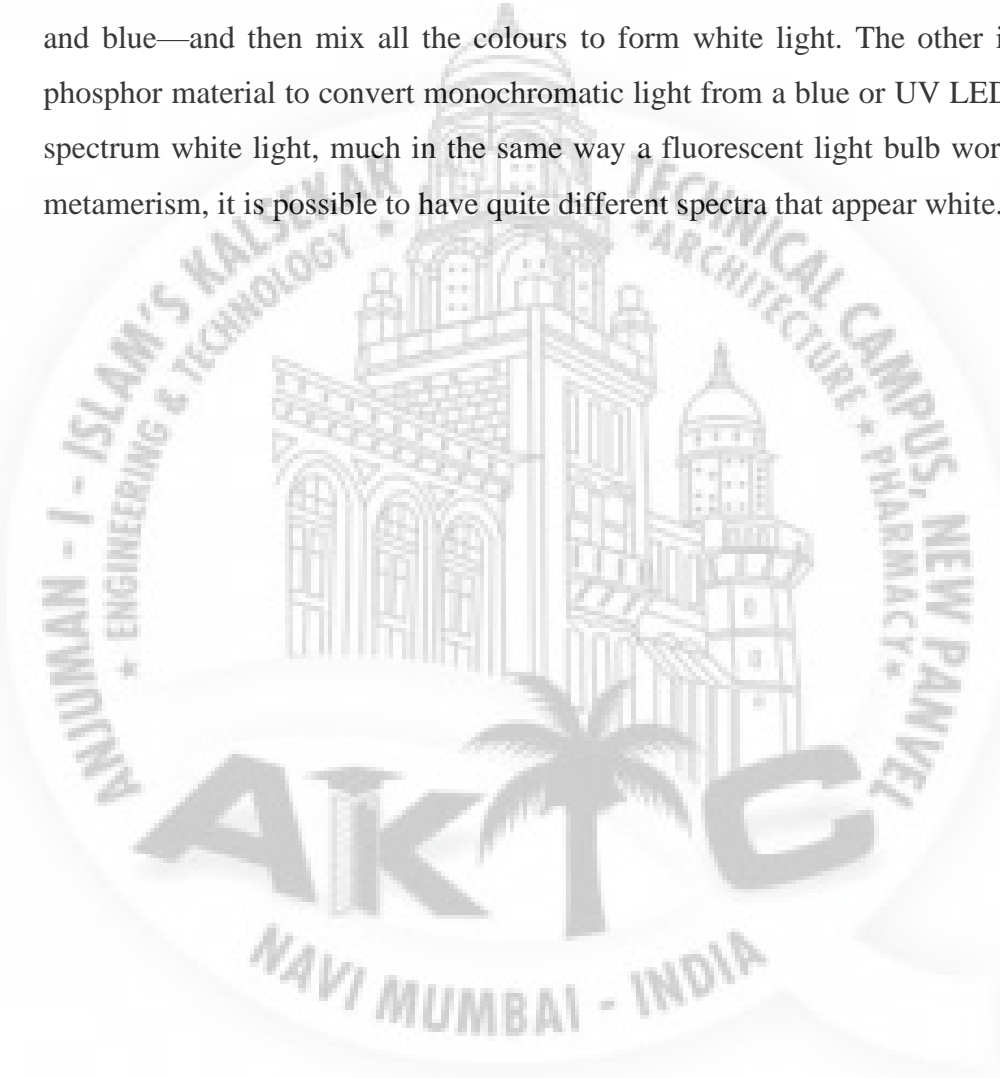 and blue—and then mix all the colours to form white light. The other
phosphor material to convert monochromatic light from a blue or UV LED
spectrum white light, much in the same way a fluorescent light bulb
metamerism, it is possible to have quite different spectra that appear white.
ANJUMAN - I - ISLAM'S KALSEKAR TECHNICAL CAMPUS, NEW PANVEL
* ENGINEERING & TECHNOLOGY * ARCHITECTURE * PHARMACY *
AKTC
NAVI MUMBAI - INDIA